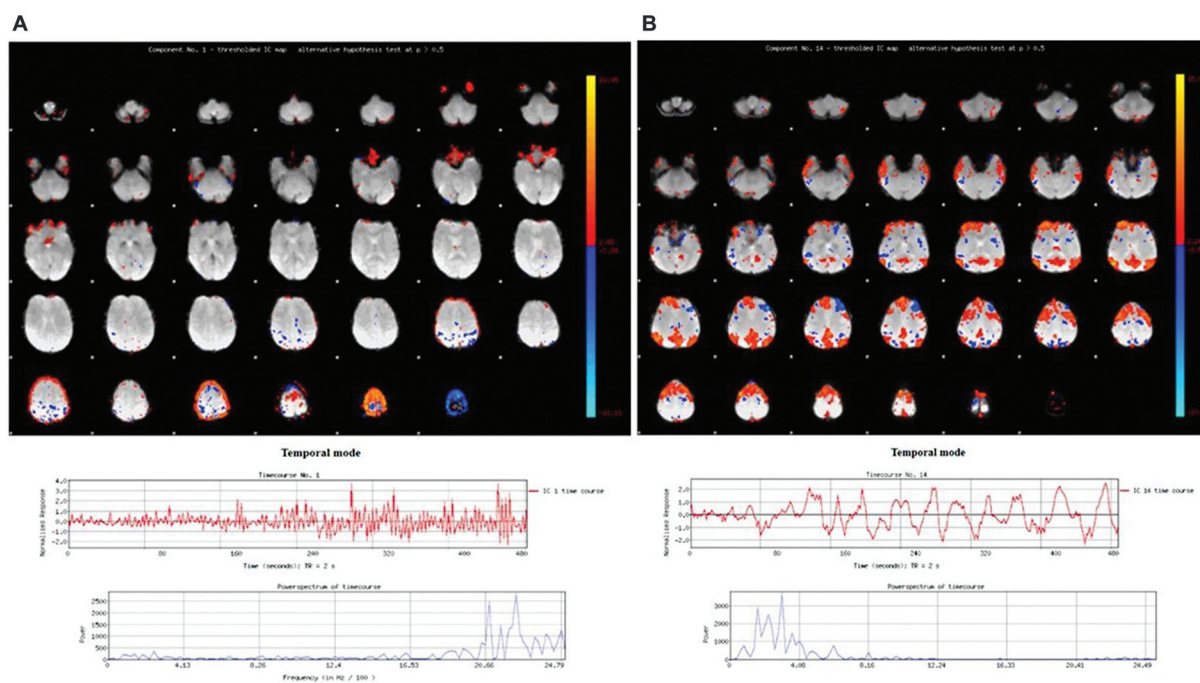 A
B
Component No. 1 - thresholded IC map   alternative hypothesis test at p > 0.5
Component No. 14 - thresholded IC map   alternative hypothesis test at p > 0.5
Temporal mode
Timecourse No. 1
4.0
3.0
2.0
1.0
0.0
-1.0
-2.0
Normalised Response
IC 1 time course
0 80 160 240 320 400 480
Time (seconds); TR = 2 s
Powerspectrum of timecourse
2500
2000
1500
1000
500
0
Power
4.13 8.26 12.4 16.53 20.66 24.79
Frequency (in Hz / 100 )
Temporal mode
Timecourse No. 14
2.0
1.0
0.0
-1.0
-2.0
Normalised Response
IC 14 time course
0 80 160 240 320 400 480
Time (seconds); TR = 2 s
Powerspectrum of timecourse
3000
2000
1000
0
Power
8.16 12.24 16.33 20.41 24.49